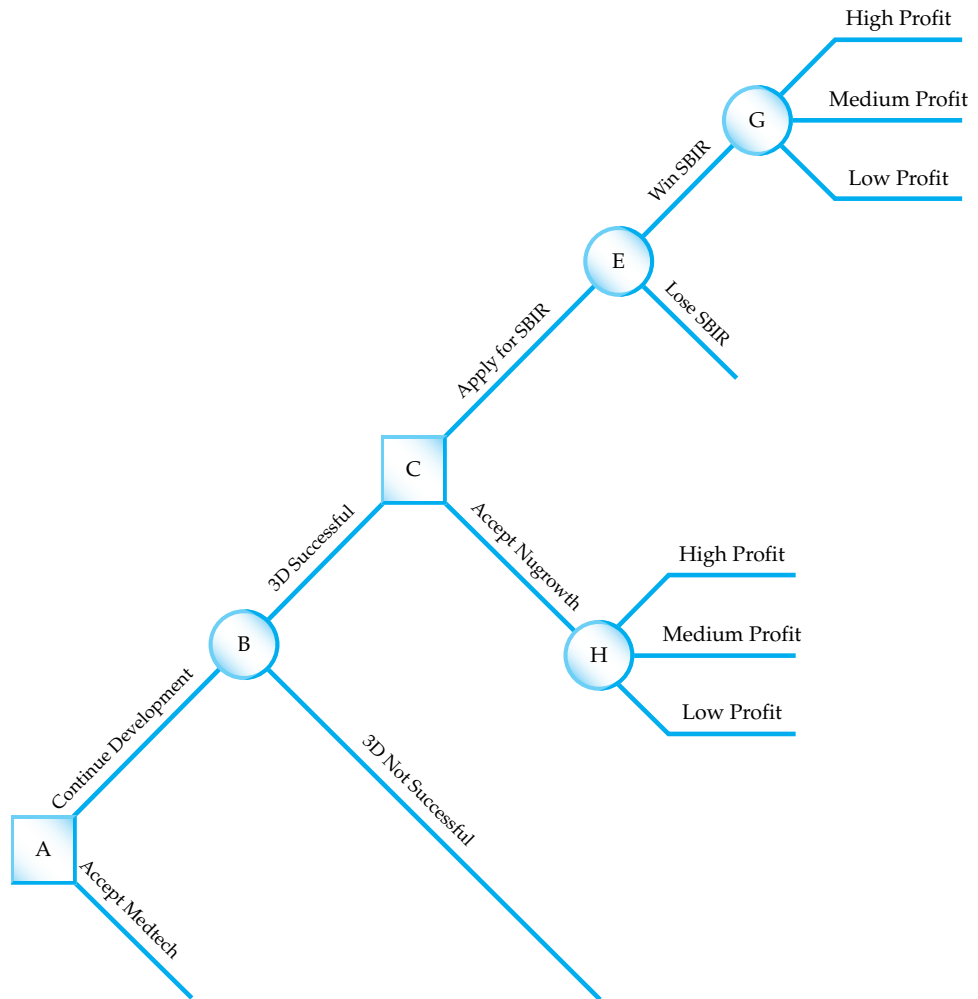 High Profit
G
Medium Profit
Low Profit
Win SBIR
E
Lose SBIR
Apply for SBIR
C
3D Successful
Accept Nugrowth
High Profit
H
Medium Profit
Low Profit
B
Continue Development
3D Not Successful
A
Accept Medtech